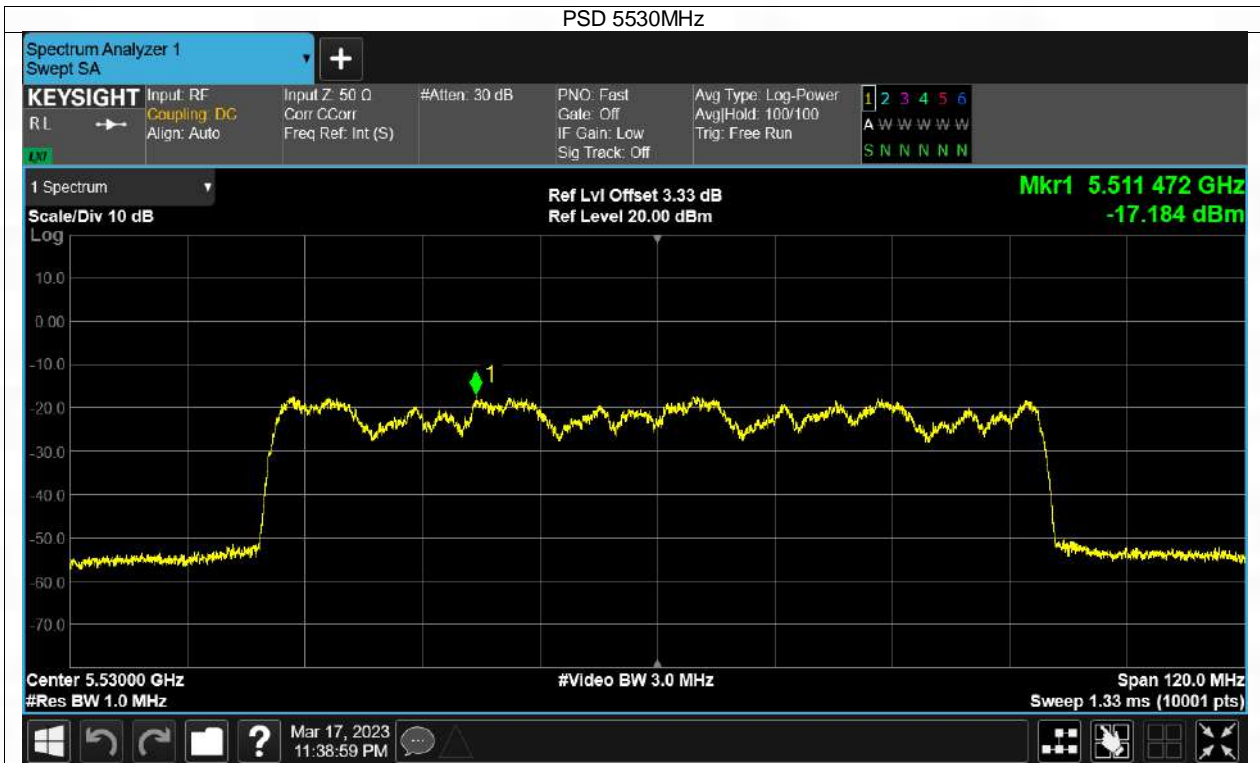 PSD 5530MHz
Spectrum Analyzer 1
Swept SA
+
KEYSIGHT Input: RF Input Z: 50 Ω #Atten: 30 dB PNO: Fast Avg Type: Log-Power 1 2 3 4 5 6
RL Coupling: DC Corr CCorr Gate: Off Avg|Hold: 100/100 A W W W W W
Align: Auto Freq Ref: Int (S) IF Gain: Low Trig: Free Run
LXI Sig Track: Off S N N N N N
1 Spectrum Ref Lvl Offset 3.33 dB Mkr1 5.511 472 GHz
Scale/Div 10 dB Ref Level 20.00 dBm -17.184 dBm
Log
10.0
0.00
-10.0
1
-20.0
-30.0
-40.0
-50.0
-60.0
-70.0
Center 5.53000 GHz #Video BW 3.0 MHz Span 120.0 MHz
#Res BW 1.0 MHz Sweep 1.33 ms (10001 pts)
? Mar 17, 2023
11:38:59 PM